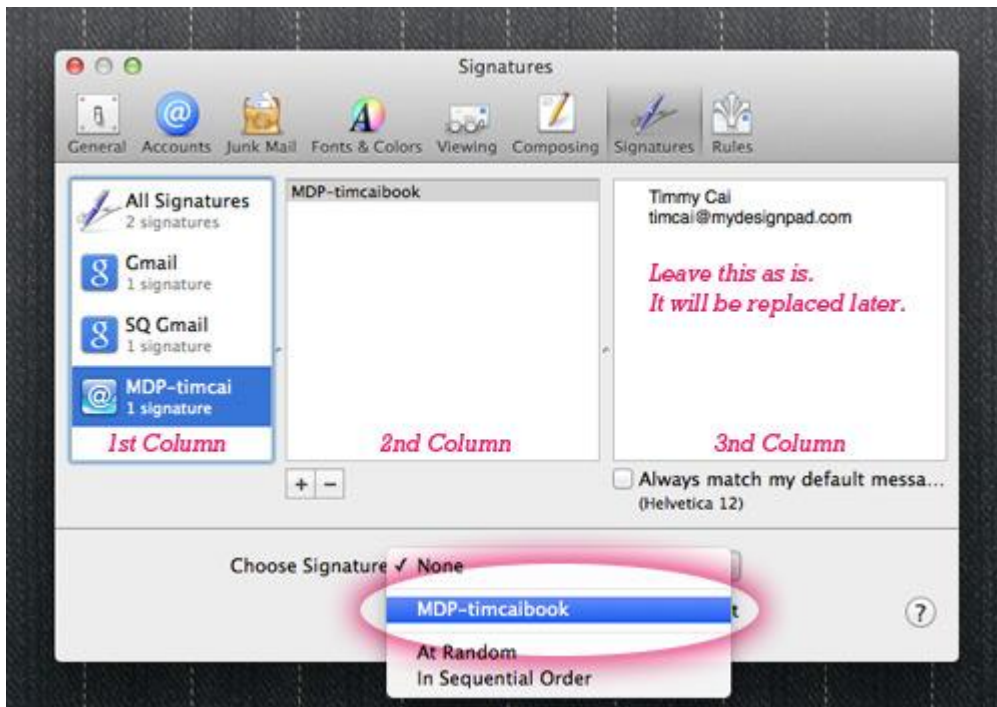 Signatures
General Accounts Junk Mail Fonts & Colors Viewing Composing Signatures Rules
All Signatures
2 signatures
Gmail
1 signature
SQ Gmail
1 signature
MDP-timcai
1 signature
1st Column
MDP-timcaibook
2nd Column
Timmy Cai
timcai@mydesignpad.com
Leave this as is.
It will be replaced later.
3nd Column
+ −
Always match my default messa...
(Helvetica 12)
Choose Signature ✓ None
MDP-timcaibook
At Random
In Sequential Order
?